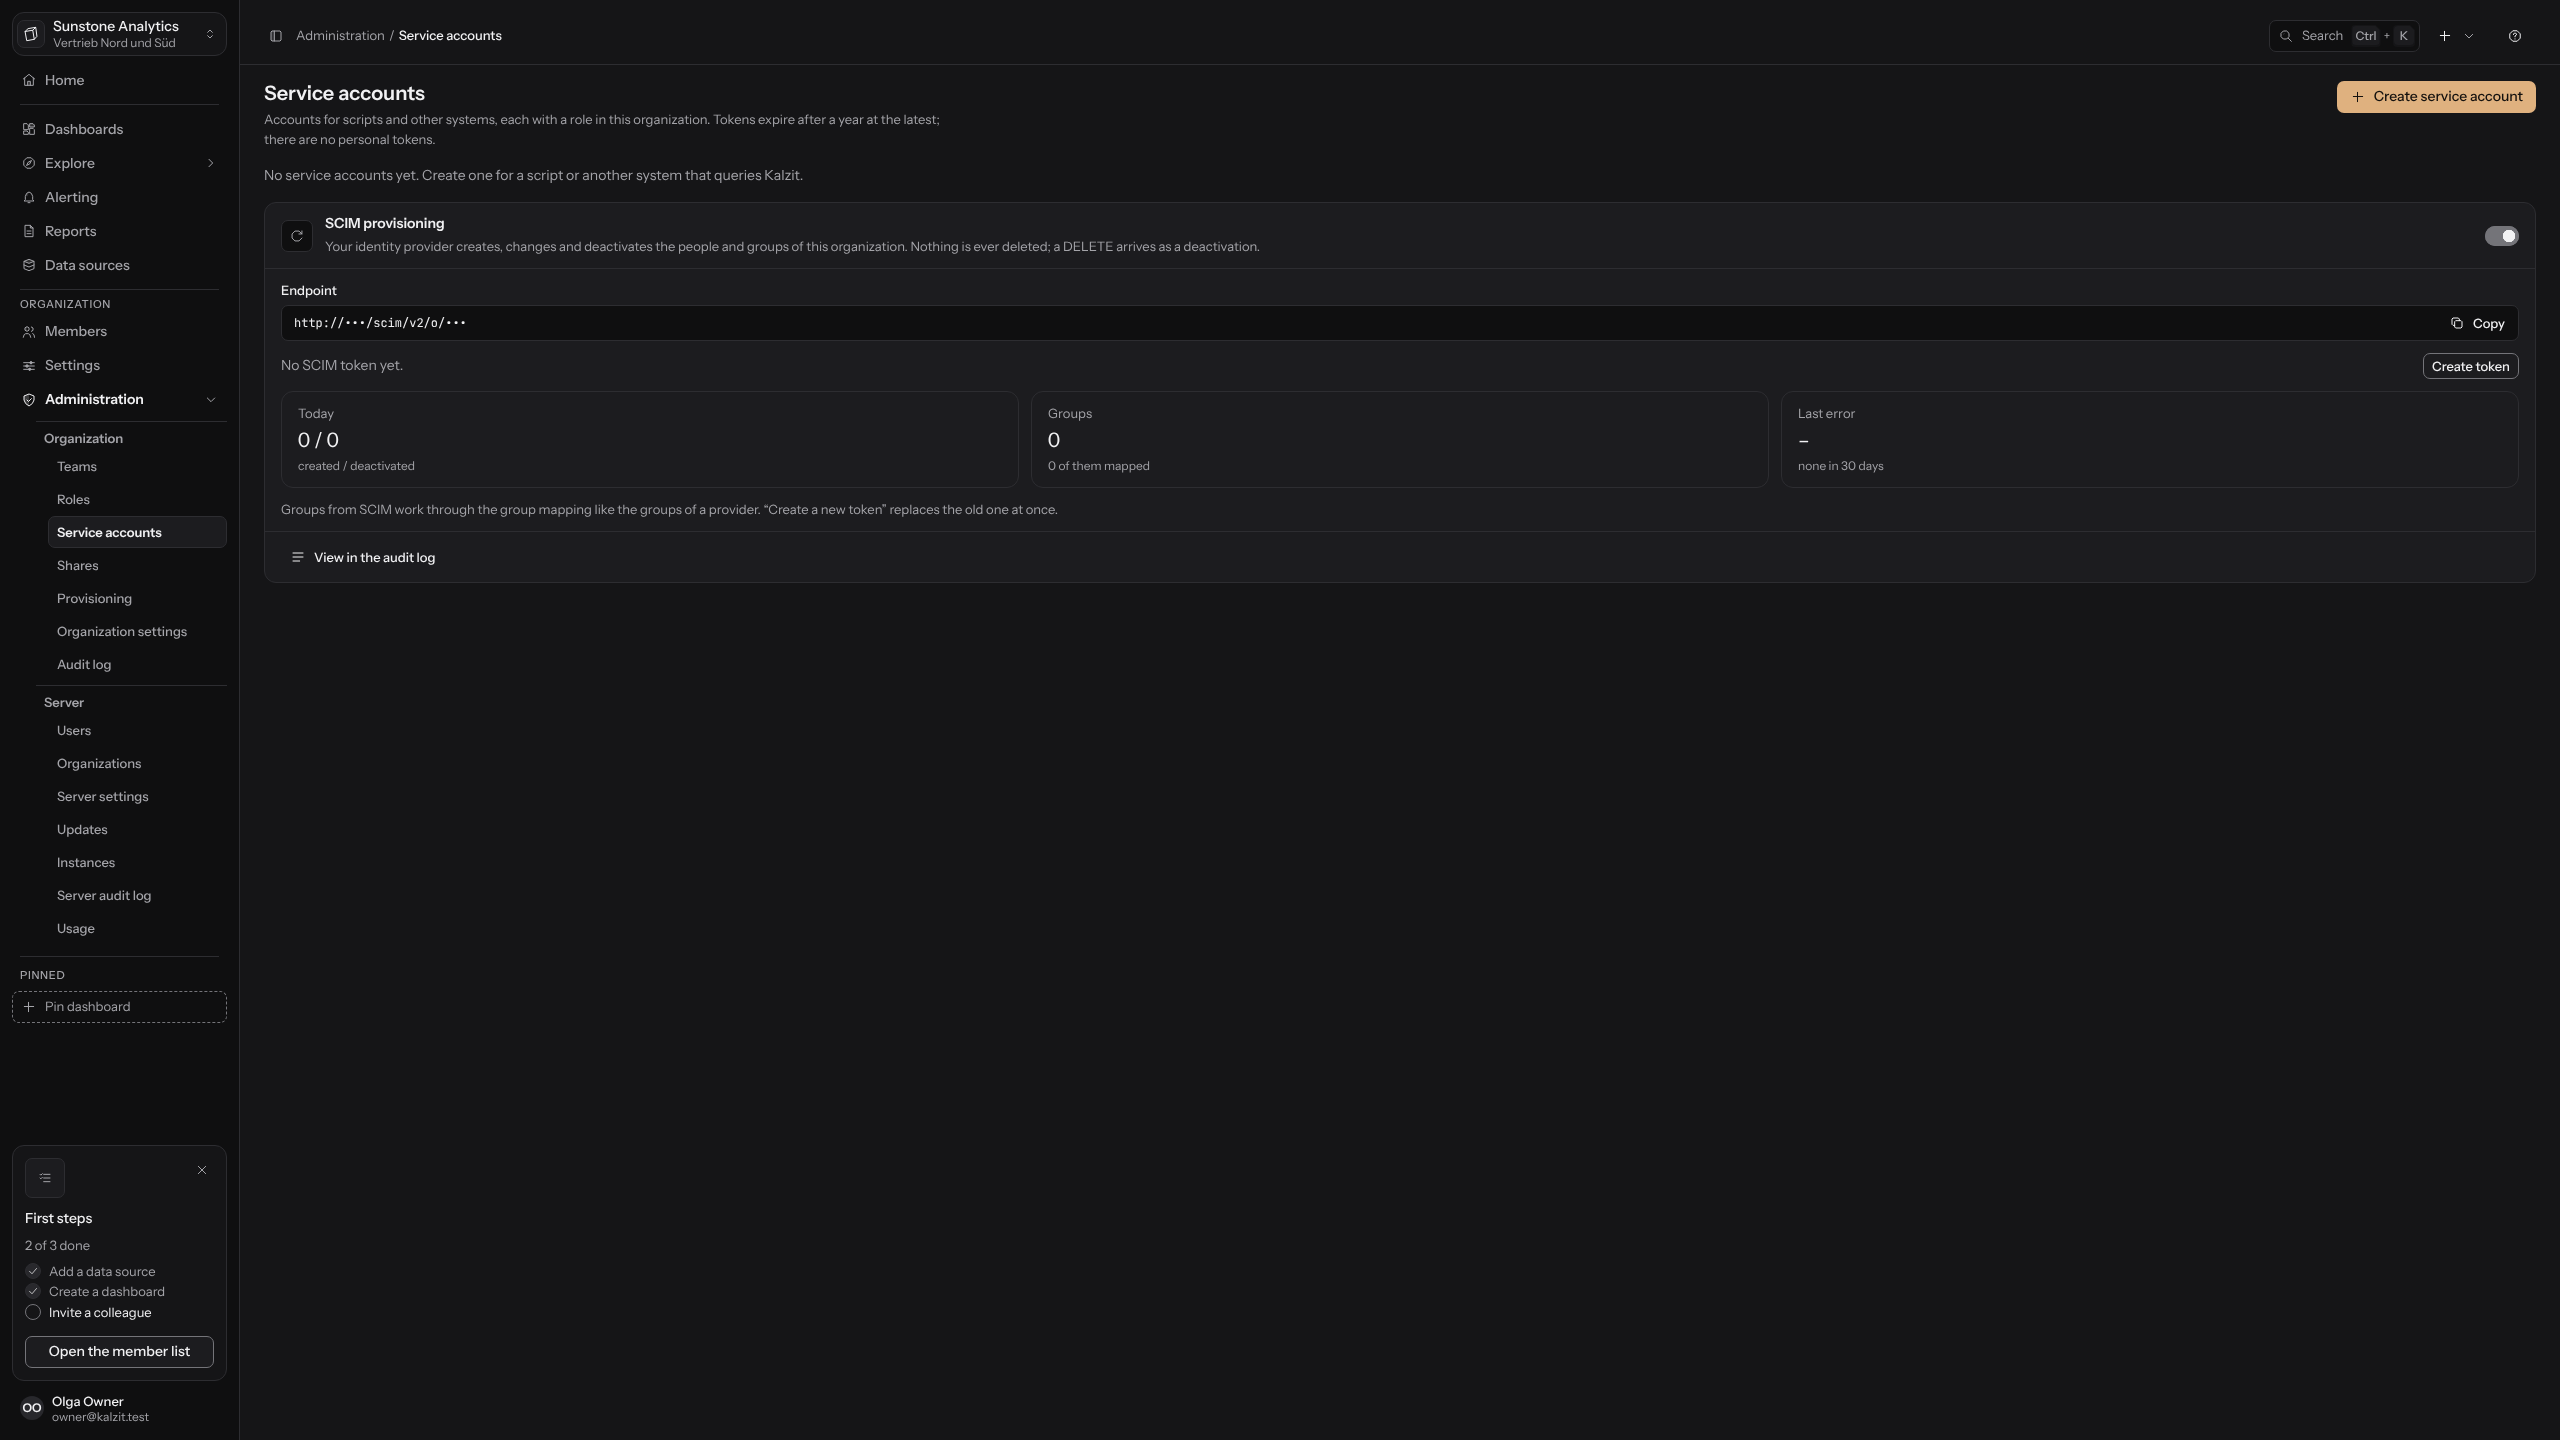 Sunstone Analytics
Vertrieb Nord und Süd
Home
Dashboards
Explore
Alerting
Reports
Data sources
ORGANIZATION
Members
Settings
Administration
Organization
Teams
Roles
Service accounts
Shares
Provisioning
Organization settings
Audit log
Server
Users
Organizations
Server settings
Updates
Instances
Server audit log
Usage
PINNED
Pin dashboard
First steps
2 of 3 done
Add a data source
Create a dashboard
Invite a colleague
Open the member list
OO
Olga Owner
owner@kalzit.test
Administration / Service accounts
Search Ctrl + K
Service accounts
Accounts for scripts and other systems, each with a role in this organization. Tokens expire after a year at the latest;
there are no personal tokens.
Create service account
No service accounts yet. Create one for a script or another system that queries Kalzit.
SCIM provisioning
Your identity provider creates, changes and deactivates the people and groups of this organization. Nothing is ever deleted; a DELETE arrives as a deactivation.
Endpoint
http://•••/scim/v2/o/•••
Copy
No SCIM token yet.
Create token
Today
0 / 0
created / deactivated
Groups
0
0 of them mapped
Last error
–
none in 30 days
Groups from SCIM work through the group mapping like the groups of a provider. “Create a new token” replaces the old one at once.
View in the audit log